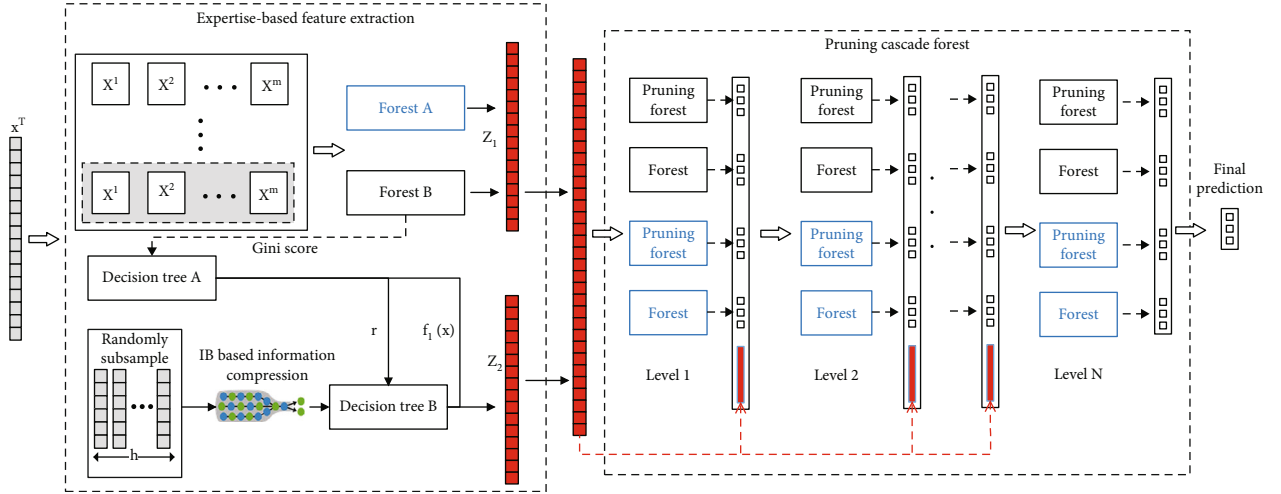 Expertise-based feature extraction
x^T
X^1 X^2 X^m
X^1 X^2 X^m
Forest A
Forest B
Z_1
Gini score
Decision tree A
r
f_1 (x)
Randomly
subsample
h
IB based information
compression
Decision tree B
Z_2
Pruning cascade forest
Pruning
forest
Forest
Pruning
forest
Forest
Level 1
Pruning
forest
Forest
Pruning
forest
Forest
Level 2
Pruning
forest
Forest
Pruning
forest
Forest
Level N
Final
prediction